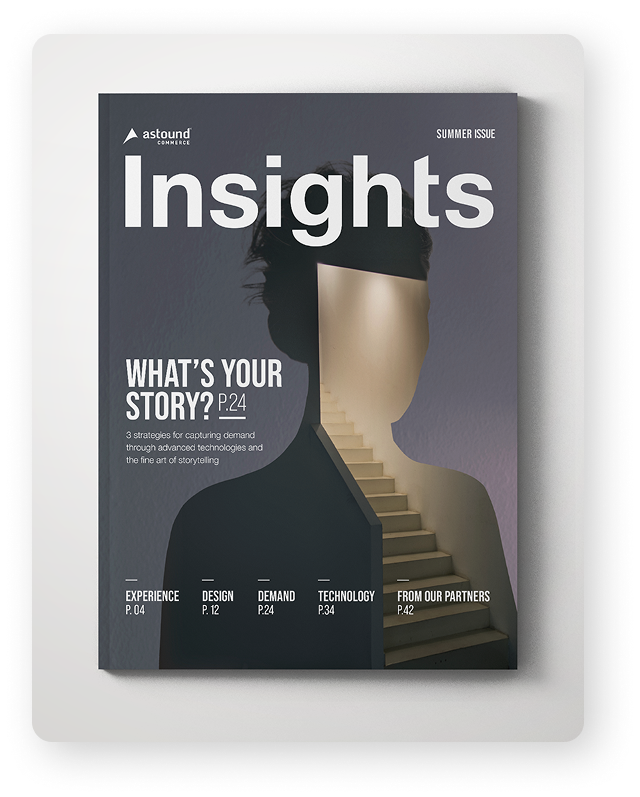 astound
COMMERCE
SUMMER ISSUE
Insights
WHAT'S YOUR
STORY? P.24
3 strategies for capturing demand
through advanced technologies and
the fine art of storytelling
EXPERIENCE
P. 04
DESIGN
P. 12
DEMAND
P.24
TECHNOLOGY
P.34
FROM OUR PARTNERS
P.42